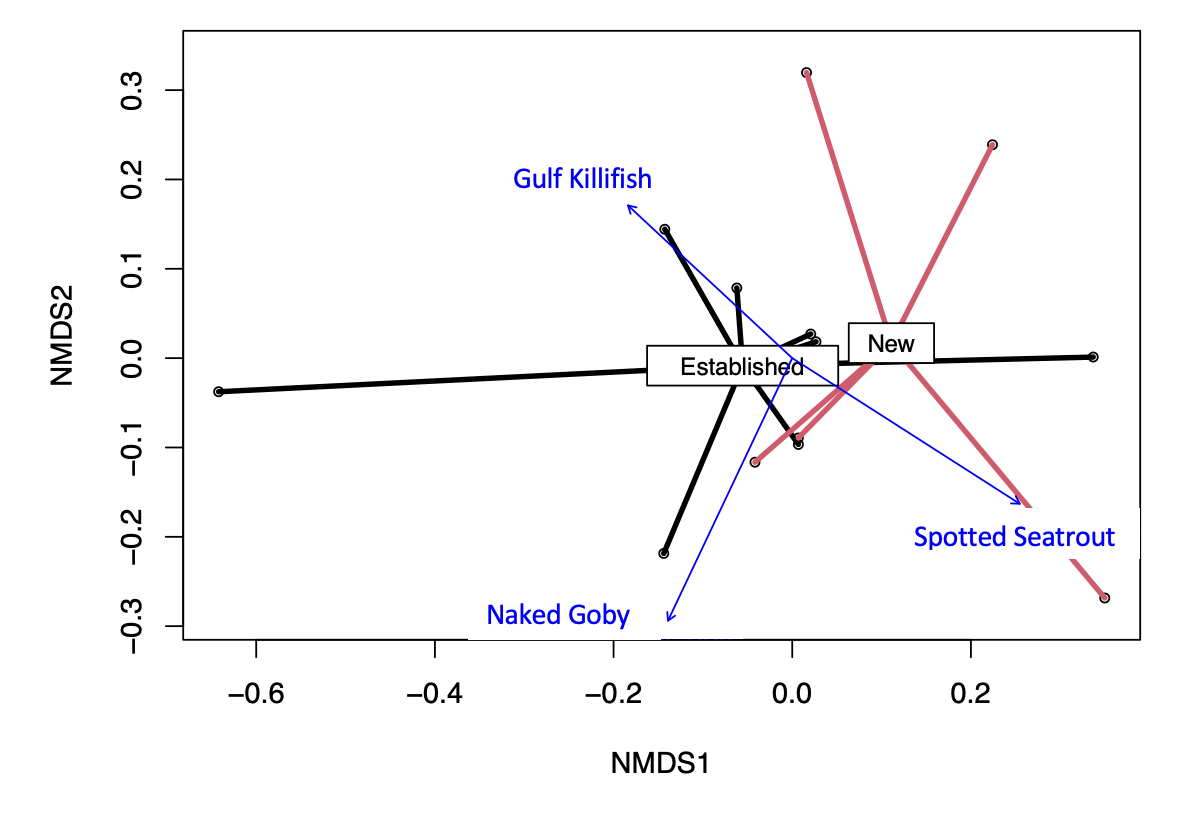 NMDS2
0.3
0.2
0.1
0.0
−0.1
−0.2
−0.3
Gulf Killifish
New
Established
Spotted Seatrout
Naked Goby
−0.6 −0.4 −0.2 0.0 0.2
NMDS1